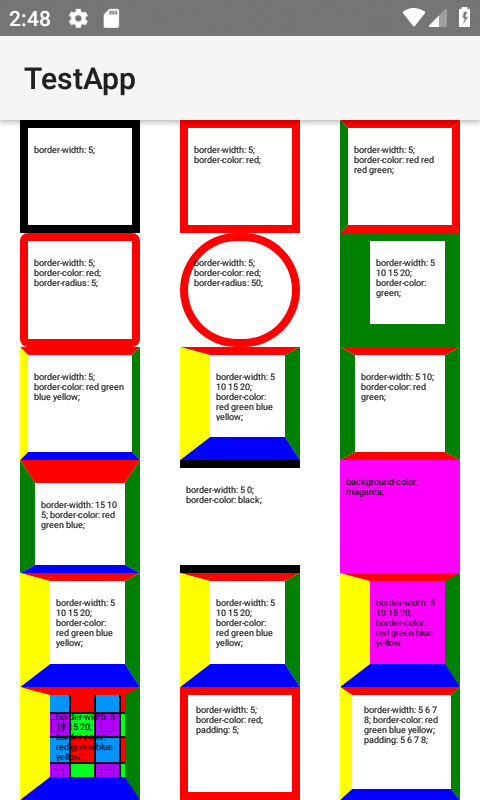 2:48
TestApp
border-width: 5;
border-width: 5;
border-color: red;
border-width: 5;
border-color: red red
red green;
border-width: 5;
border-color: red;
border-radius: 5;
border-width: 5;
border-color: red;
border-radius: 50;
border-width: 5
10 15 20;
border-color:
green;
border-width: 5;
border-color: red green
blue yellow;
border-width: 5
10 15 20;
border-color:
red green blue
yellow;
border-width: 5 10;
border-color: red
green;
border-width: 15 10
5; border-color: red
green blue;
border-width: 5 0;
border-color: black;
background-color:
magenta;
border-width: 5
10 15 20;
border-color:
red green blue
yellow;
border-width: 5
10 15 20;
border-color:
red green blue
yellow;
border-width: 5
10 15 20;
border-color:
red green blue
yellow;
border-width: 5
10 15 20;
border-color:
red green blue
yellow;
border-width: 5;
border-color: red;
padding: 5;
border-width: 5 6 7
8; border-color: red
green blue yellow;
padding: 5 6 7 8;